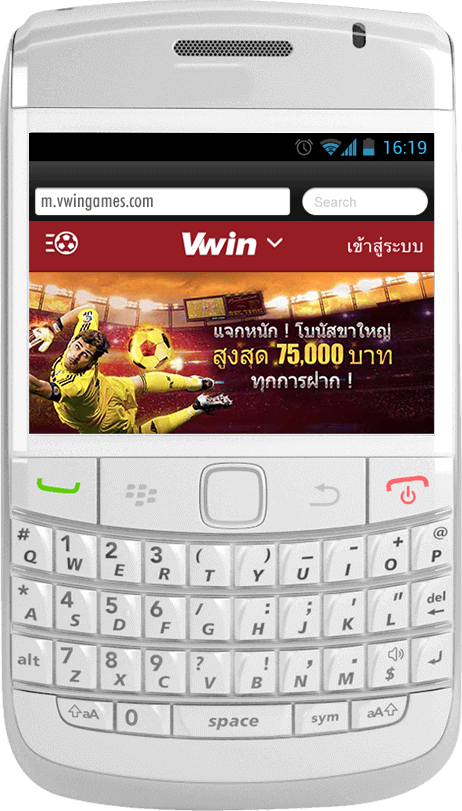 16:19
m.vwingames.com Search
Vwin เข้าสู่ระบบ
แจกหนัก ! โบนัสขาใหญ่
สูงสุด 75,000 บาท
ทุกการฝาก !
# Q 1 W 2 E 3 R ( T ) Y _ U - I + O @ P
* A 4 S 5 D 6 F / G : H ; J ' K " L del
alt 7 Z 8 X 9 C ? V ! B , N . M $
aA 0 space sym aA